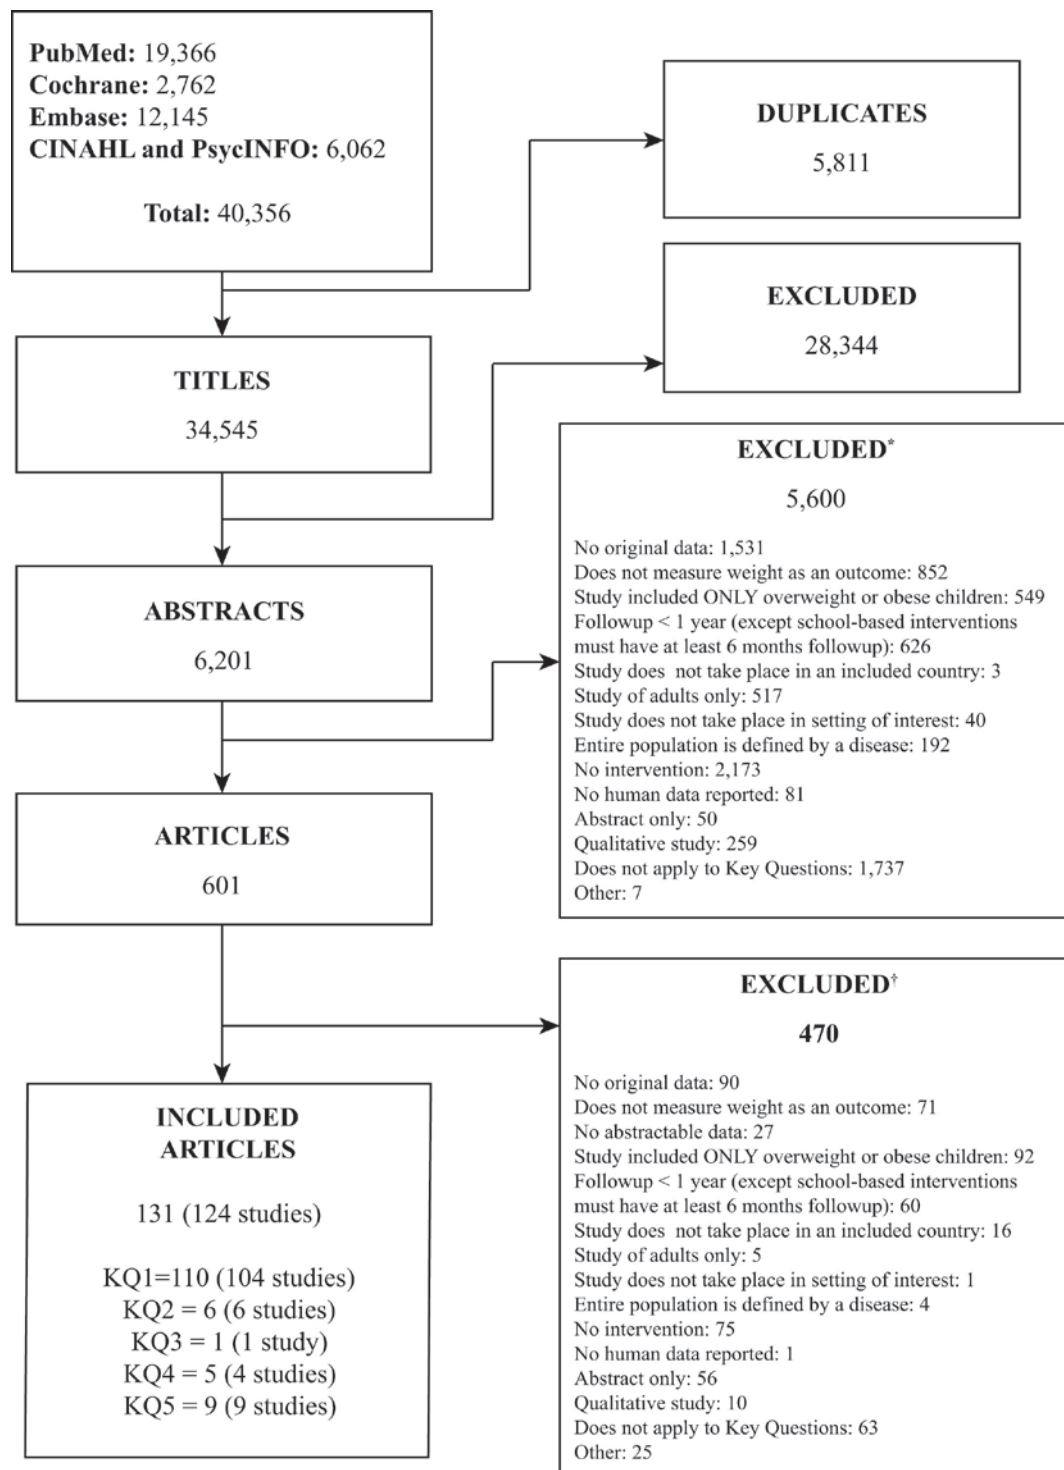 PubMed: 19,366
Cochrane: 2,762
Embase: 12,145
CINAHL and PsycINFO: 6,062
Total: 40,356
DUPLICATES
5,811
EXCLUDED
28,344
TITLES
34,545
EXCLUDED*
5,600
No original data: 1,531
Does not measure weight as an outcome: 852
Study included ONLY overweight or obese children: 549
Followup < 1 year (except school-based interventions
must have at least 6 months followup): 626
Study does not take place in an included country: 3
Study of adults only: 517
Study does not take place in setting of interest: 40
Entire population is defined by a disease: 192
No intervention: 2,173
No human data reported: 81
Abstract only: 50
Qualitative study: 259
Does not apply to Key Questions: 1,737
Other: 7
ABSTRACTS
6,201
ARTICLES
601
EXCLUDED†
470
No original data: 90
Does not measure weight as an outcome: 71
No abstractable data: 27
Study included ONLY overweight or obese children: 92
Followup < 1 year (except school-based interventions
must have at least 6 months followup): 60
Study does not take place in an included country: 16
Study of adults only: 5
Study does not take place in setting of interest: 1
Entire population is defined by a disease: 4
No intervention: 75
No human data reported: 1
Abstract only: 56
Qualitative study: 10
Does not apply to Key Questions: 63
Other: 25
INCLUDED
ARTICLES
131 (124 studies)
KQ1=110 (104 studies)
KQ2 = 6 (6 studies)
KQ3 = 1 (1 study)
KQ4 = 5 (4 studies)
KQ5 = 9 (9 studies)